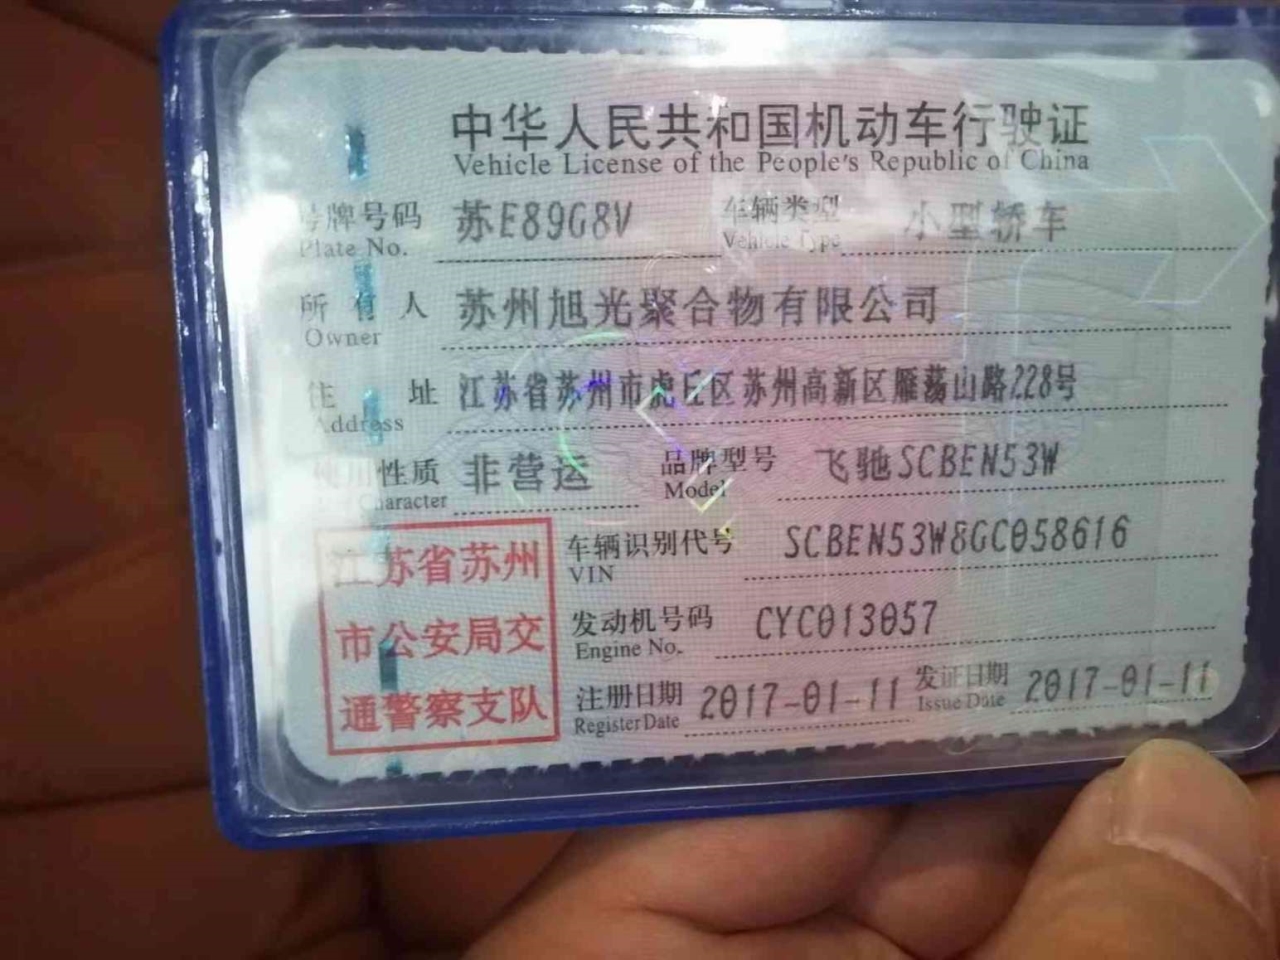 中华人民共和国机动车行驶证
Vehicle License of the People's Republic of China
号牌号码 苏E89G8V 车辆类型 小型轿车
Plate No. Vehicle Type
所有人 苏州旭光聚合物有限公司
Owner
住址 江苏省苏州市虎丘区苏州高新区雁荡山路228号
Address
使用性质 非营运 品牌型号 飞驰SCBEN53W
Character Model
车辆识别代号 SCBEN53W8GC058616
VIN
发动机号码 CYC013057
Engine No.
注册日期 2017-01-11 发证日期 2017-01-11
Register Date Issue Date
江苏省苏州
市公安局交
通警察支队